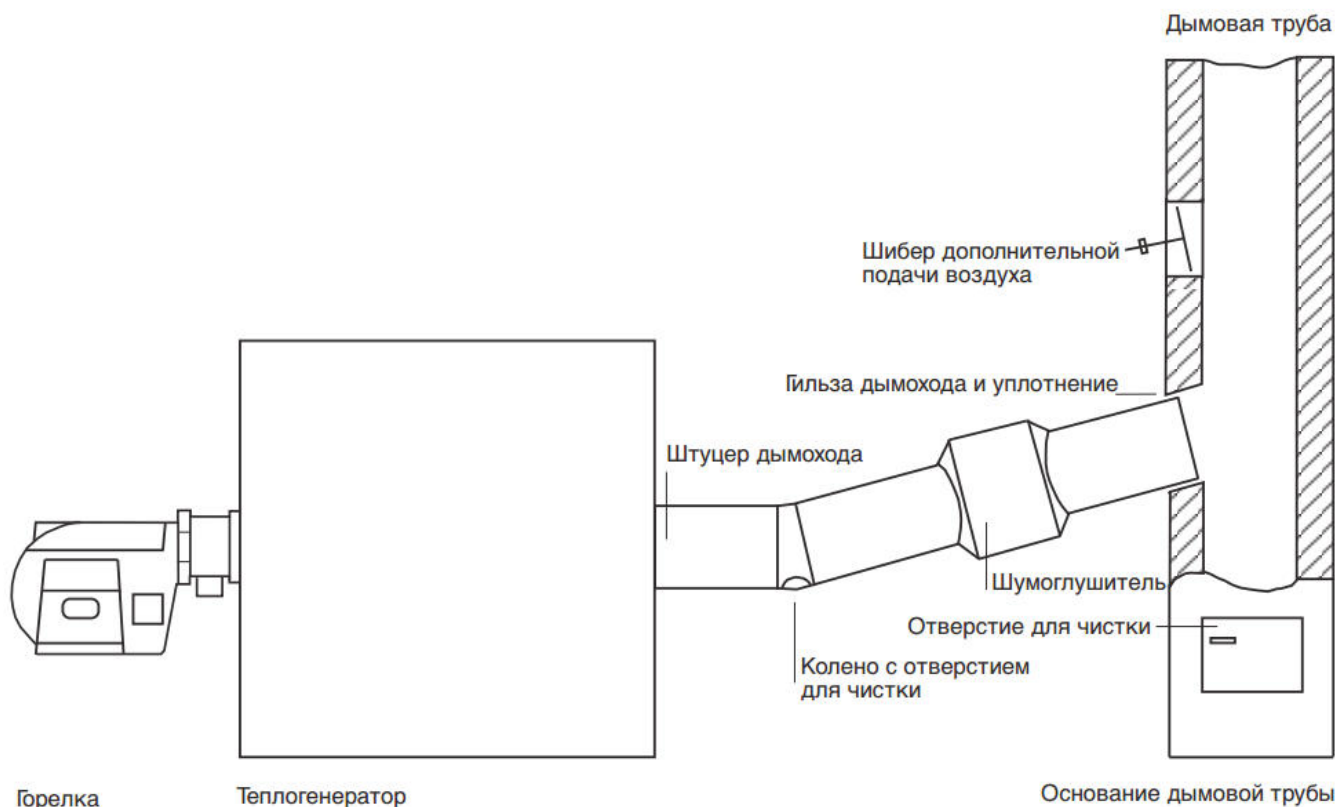 Дымовая труба
Шибер дополнительной
подачи воздуха
Гильза дымохода и уплотнение
Штуцер дымохода
Шумоглушитель
Отверстие для чистки
Колено с отверстием
для чистки
Горелка
Теплогенератор
Основание дымовой трубы